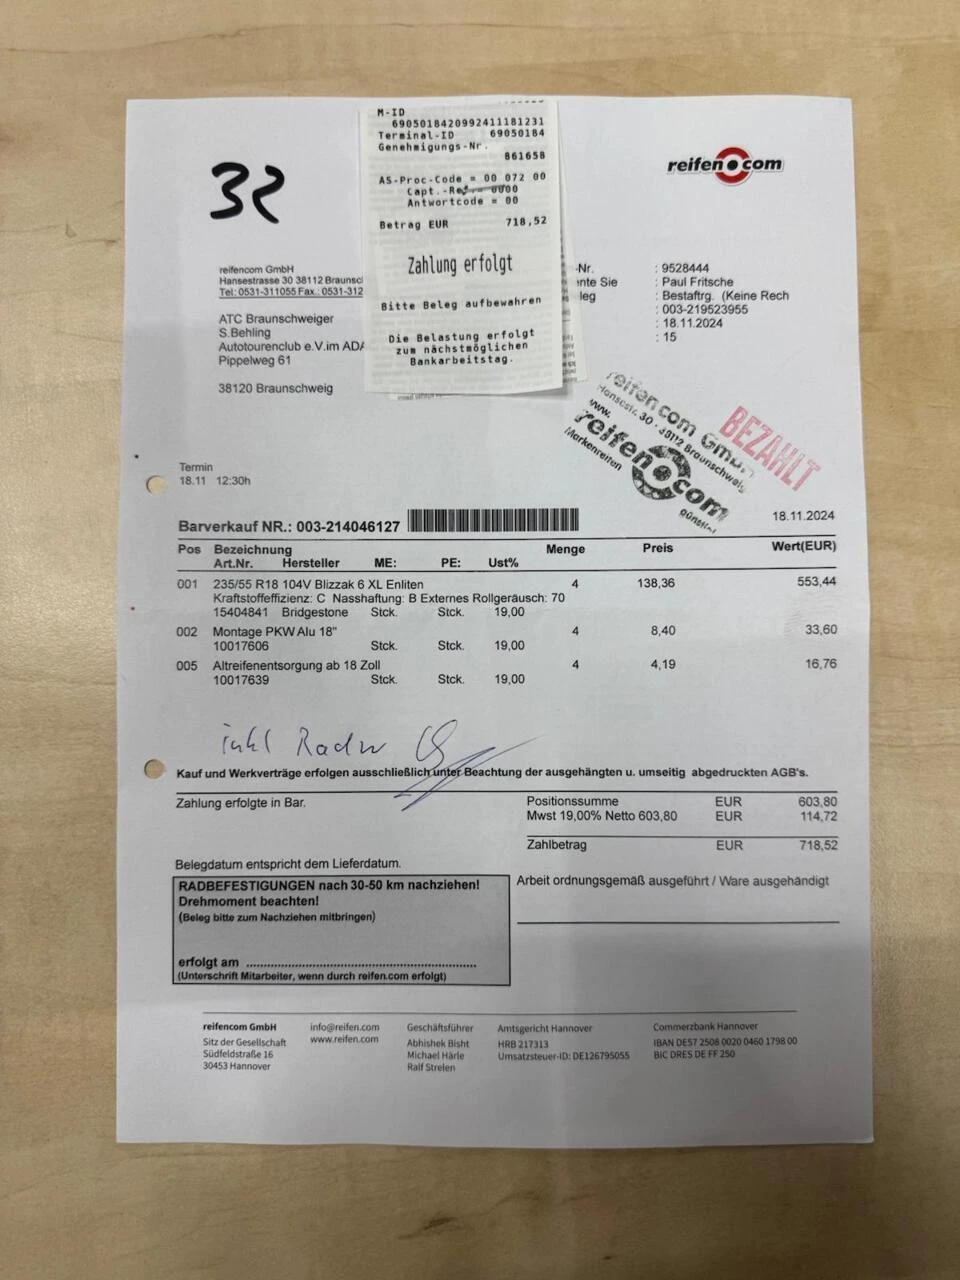 M-ID
6905018420992411181231
Terminal-ID 69050184
Genehmigungs-Nr.
861658
AS-Proc-Code = 00 072 00
Capt.-Ref.= 0000
Antwortcode = 00
Betrag EUR 718,52
Zahlung erfolgt
Bitte Beleg aufbewahren
Die Belastung erfolgt
zum nächstmöglichen
Bankarbeitstag.
32
reifen.com
reifencom GmbH
Hansestrasse 30 38112 Braunsc
Tel: 0531-311055 Fax.: 0531-312
ATC Braunschweiger
S.Behling
Autotourenclub e.V.im ADA
Pippelweg 61
38120 Braunschweig
-Nr. : 9528444
ente Sie : Paul Fritsche
leg : Bestaftrg. (Keine Rech
: 003-219523955
: 18.11.2024
: 15
reifen.com GmbH
Hansestr. 30 · 38112 Braunschweig
www.
reifen.com
Markenreifen günstig
BEZAHLT
Termin
18.11 12:30h
18.11.2024
Barverkauf NR.: 003-214046127
Pos Bezeichnung Menge Preis Wert(EUR)
Art.Nr. Hersteller ME: PE: Ust%
001 235/55 R18 104V Blizzak 6 XL Enliten 4 138,36 553,44
Kraftstoffeffizienz: C Nasshaftung: B Externes Rollgeräusch: 70
15404841 Bridgestone Stck. Stck. 19,00
002 Montage PKW Alu 18" 4 8,40 33,60
10017606 Stck. Stck. 19,00
005 Altreifenentsorgung ab 18 Zoll 4 4,19 16,76
10017639 Stck. Stck. 19,00
inkl
Kauf und Werkverträge erfolgen ausschließlich unter Beachtung der ausgehängten u. umseitig abgedruckten AGB's.
Zahlung erfolgte in Bar.
Positionssumme EUR 603,80
Mwst 19,00% Netto 603,80 EUR 114,72
Zahlbetrag EUR 718,52
Belegdatum entspricht dem Lieferdatum.
RADBEFESTIGUNGEN nach 30-50 km nachziehen!
Drehmoment beachten!
(Beleg bitte zum Nachziehen mitbringen)
erfolgt am ..................................................................
(Unterschrift Mitarbeiter, wenn durch reifen.com erfolgt)
Arbeit ordnungsgemäß ausgeführt / Ware ausgehändigt
reifencom GmbH
Sitz der Gesellschaft
Südfeldstraße 16
30453 Hannover
info@reifen.com
www.reifen.com
Geschäftsführer
Abhishek Bisht
Michael Härle
Ralf Strelen
Amtsgericht Hannover
HRB 217313
Umsatzsteuer-ID: DE126795055
Commerzbank Hannover
IBAN DE57 2508 0020 0460 1798 00
BIC DRES DE FF 250